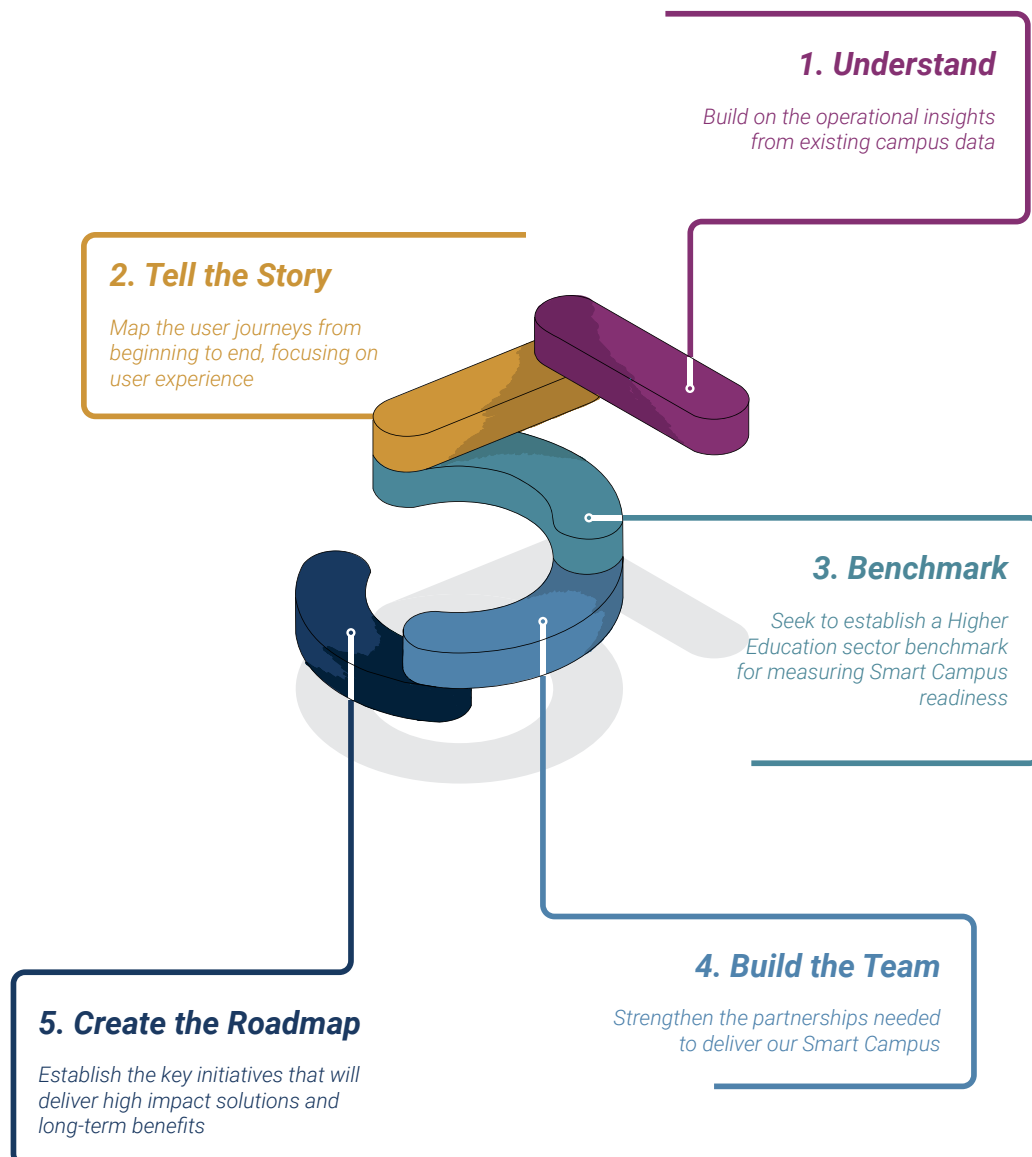 1. Understand
Build on the operational insights
from existing campus data
2. Tell the Story
Map the user journeys from
beginning to end, focusing on
user experience
3. Benchmark
Seek to establish a Higher
Education sector benchmark
for measuring Smart Campus
readiness
4. Build the Team
Strengthen the partnerships needed
to deliver our Smart Campus
5. Create the Roadmap
Establish the key initiatives that will
deliver high impact solutions and
long-term benefits